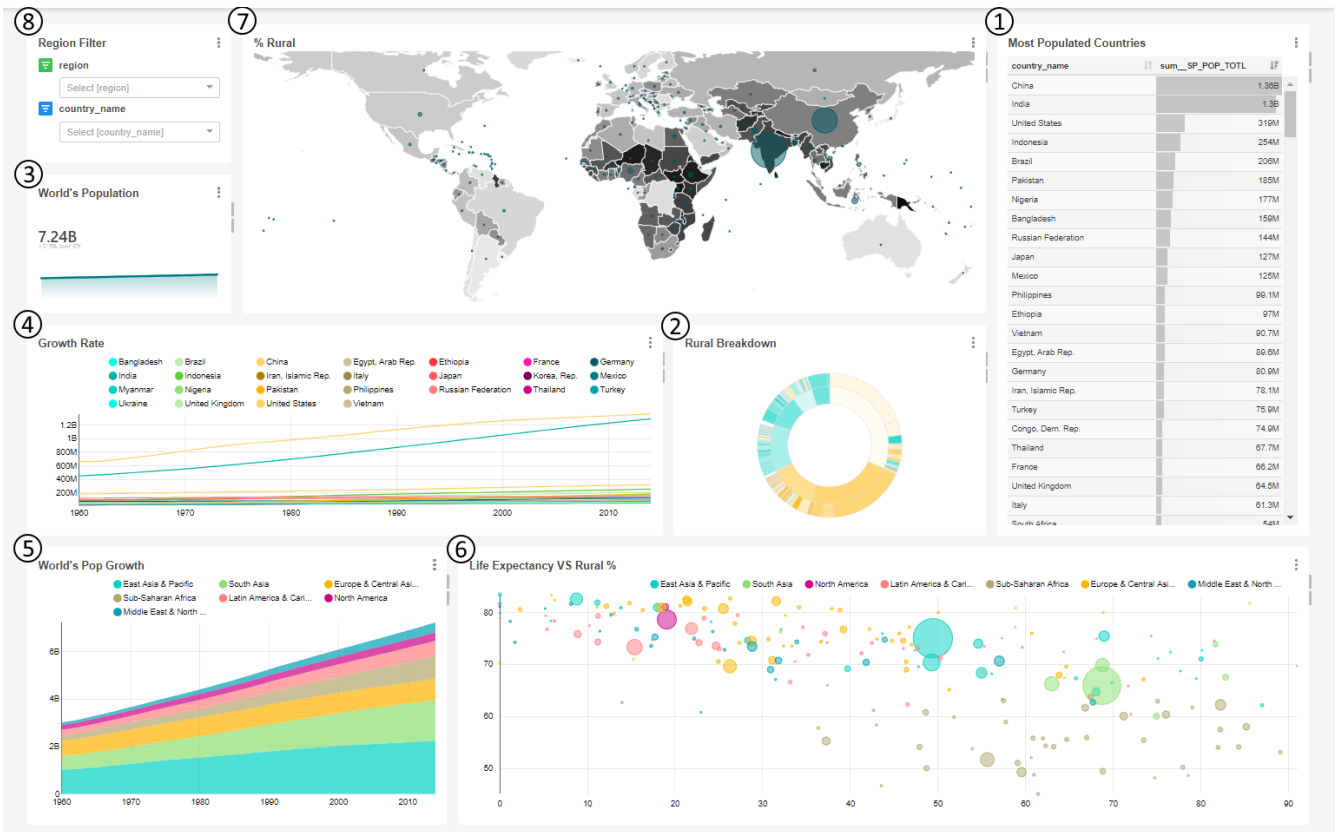 ⑧
Region Filter
region
Select [region]
country_name
Select [country_name]
⑦
% Rural
①
Most Populated Countries
country_name sum__SP_POP_TOTL
China 1.36B
India 1.3B
United States 319M
Indonesia 254M
Brazil 206M
Pakistan 185M
Nigeria 177M
Bangladesh 159M
Russian Federation 144M
Japan 127M
Mexico 125M
Philippines 99.1M
Ethiopia 97M
Vietnam 90.7M
Egypt, Arab Rep. 89.6M
Germany 80.9M
Iran, Islamic Rep. 78.1M
Turkey 75.9M
Congo, Dem. Rep. 74.9M
Thailand 67.7M
France 66.2M
United Kingdom 64.5M
Italy 61.3M
South Africa 54M
③
World's Population
7.24B
④
Growth Rate
Bangladesh Brazil China Egypt, Arab Rep. Ethiopia France Germany
India Indonesia Iran, Islamic Rep. Italy Japan Korea, Rep. Mexico
Myanmar Nigeria Pakistan Philippines Russian Federation Thailand Turkey
Ukraine United Kingdom United States Vietnam
1.2B
1B
800M
600M
400M
200M
1960 1970 1980 1990 2000 2010
②
Rural Breakdown
⑤
World's Pop Growth
East Asia & Pacific South Asia Europe & Central Asi...
Sub-Saharan Africa Latin America & Cari... North America
Middle East & North ...
6B
4B
2B
0
1960 1970 1980 1990 2000 2010
⑥
Life Expectancy VS Rural %
East Asia & Pacific South Asia North America Latin America & Cari... Sub-Saharan Africa Europe & Central Asi... Middle East & North ...
80
70
60
50
0 10 20 30 40 50 60 70 80 90